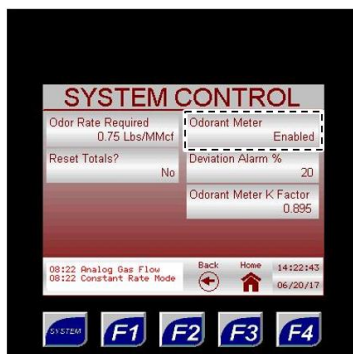 SYSTEM CONTROL
Odor Rate Required
0.75 Lbs/MMcf
Odorant Meter
Enabled
Reset Totals?
No
Deviation Alarm %
20
Odorant Meter K Factor
0.895
08:22 Analog Gas Flow
08:22 Constant Rate Mode
Back
Home
14:22:43
06/20/17
SYSTEM
F1
F2
F3
F4